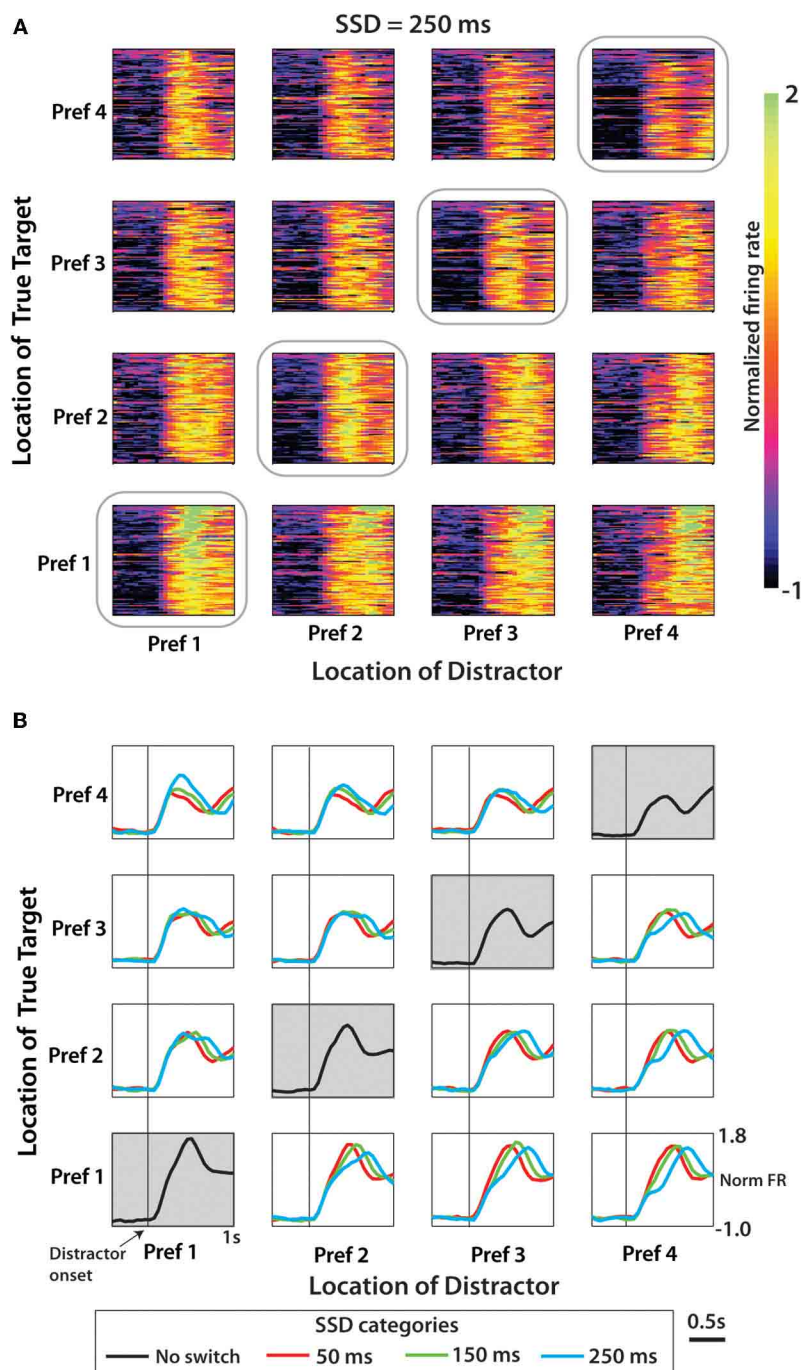 A
SSD = 250 ms
Pref 4
Pref 3
Pref 2
Pref 1
Location of True Target
2
Normalized firing rate
-1
Pref 1
Pref 2
Pref 3
Pref 4
Location of Distractor
B
Pref 4
Pref 3
Pref 2
Pref 1
Location of True Target
1.8
Norm FR
-1.0
1s
Distractor
onset
Pref 1
Pref 2
Pref 3
Pref 4
Location of Distractor
SSD categories
No switch 50 ms 150 ms 250 ms
0.5s